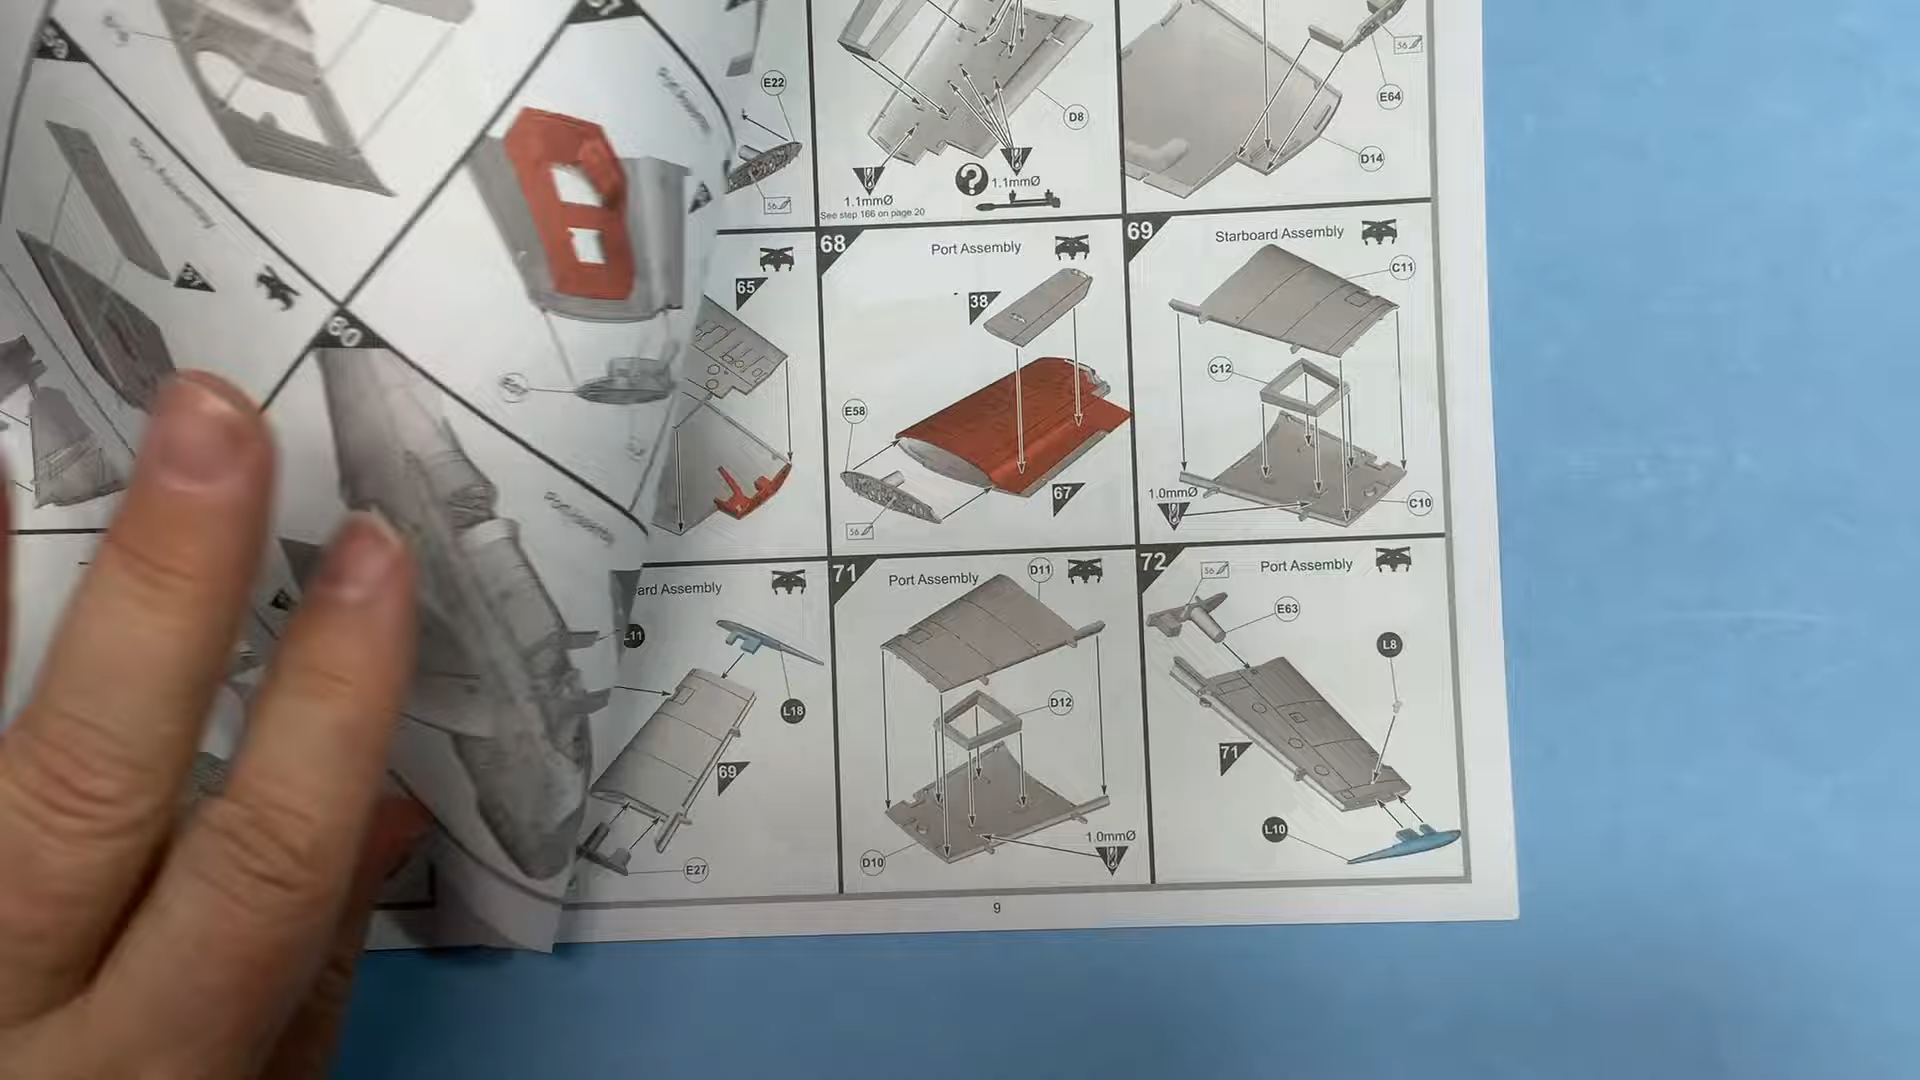 E22
D8
E64
D14
56
1.1mmØ
1.1mmØ
See step 166 on page 20
56
?
65
68
Port Assembly
38
E58
56
67
69
Starboard Assembly
C11
C12
1.0mmØ
C10
60
ard Assembly
L11
L18
69
E27
71
Port Assembly
D11
D12
D10
1.0mmØ
72
Port Assembly
56
E63
L8
71
L10
9